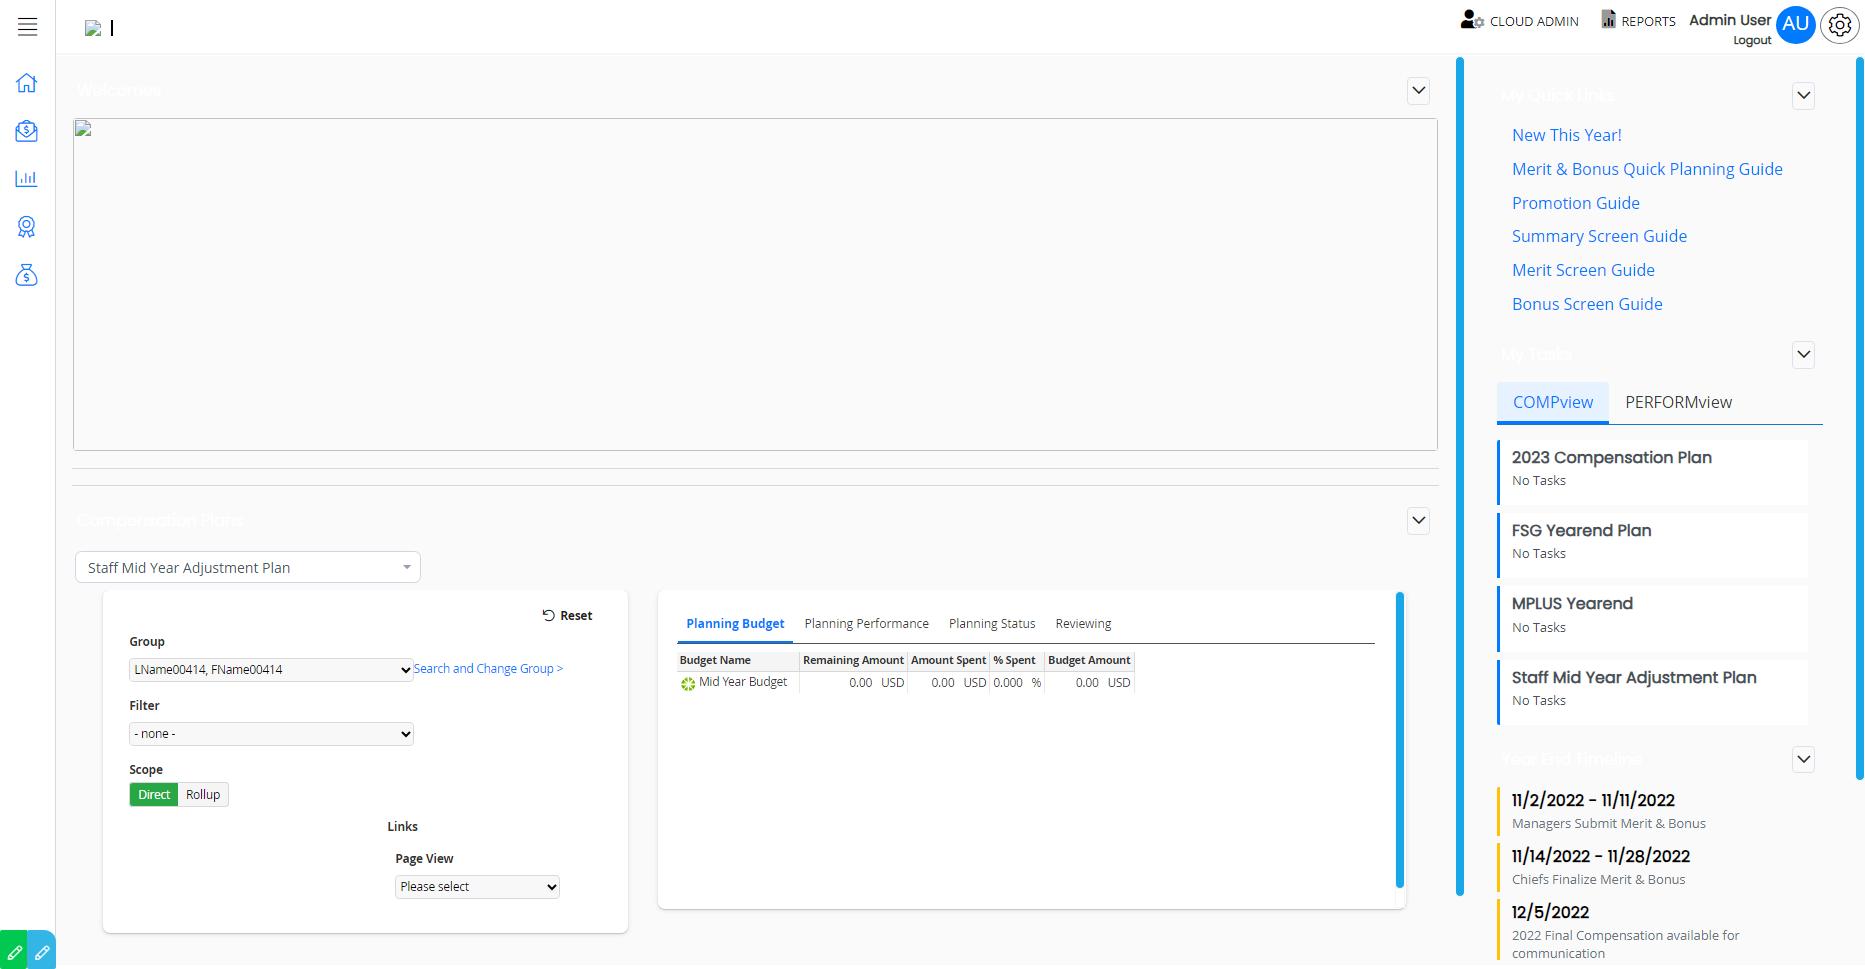 CLOUD ADMIN
REPORTS
Admin User
Logout
AU
Welcomes
My Quick Links
New This Year!
Merit & Bonus Quick Planning Guide
Promotion Guide
Summary Screen Guide
Merit Screen Guide
Bonus Screen Guide
My Tasks
COMPview PERFORMview
2023 Compensation Plan
No Tasks
FSG Yearend Plan
No Tasks
MPLUS Yearend
No Tasks
Staff Mid Year Adjustment Plan
No Tasks
Year End Timeline
11/2/2022 - 11/11/2022
Managers Submit Merit & Bonus
11/14/2022 - 11/28/2022
Chiefs Finalize Merit & Bonus
12/5/2022
2022 Final Compensation available for
communication
Compensation Plans
Staff Mid Year Adjustment Plan
Reset
Group
LName00414, FName00414
Search and Change Group >
Filter
- none -
Scope
Direct Rollup
Links
Page View
Please select
Planning Budget Planning Performance Planning Status Reviewing
Budget Name Remaining Amount Amount Spent % Spent Budget Amount
Mid Year Budget 0.00 USD 0.00 USD 0.000 % 0.00 USD